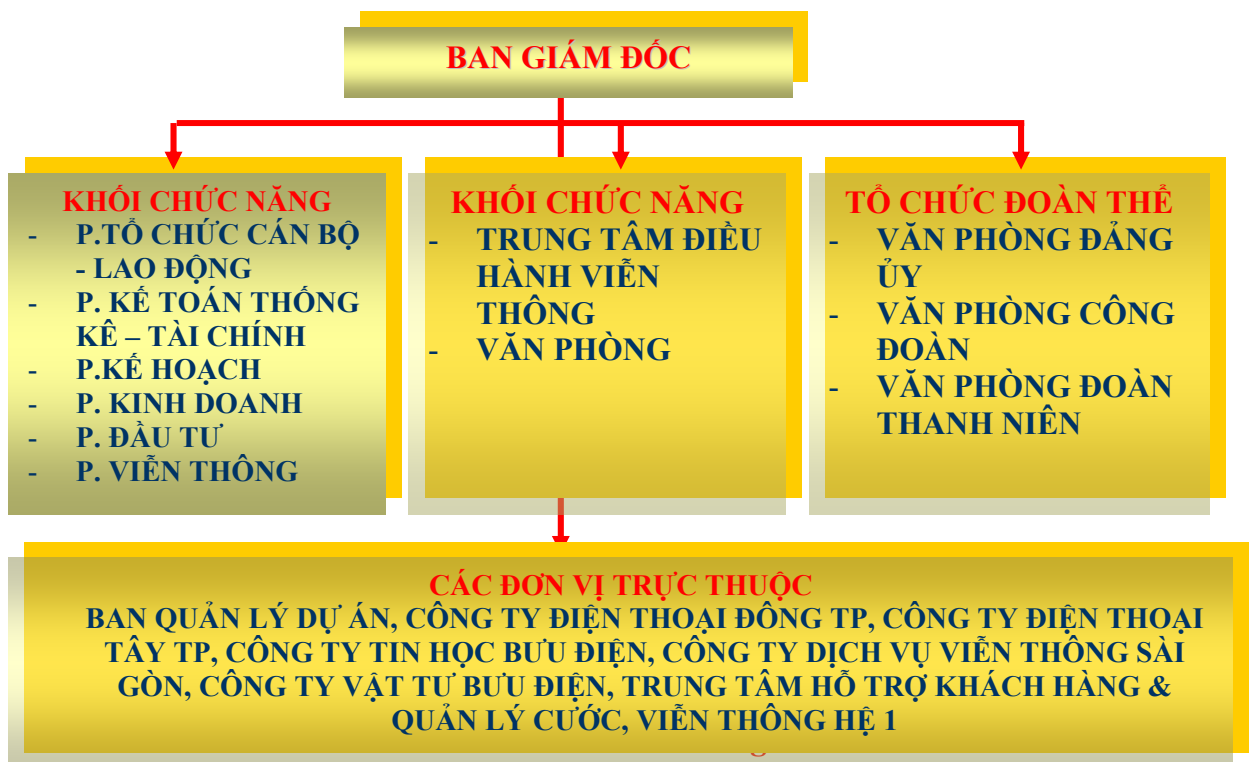 BAN GIÁM ĐỐC
KHỐI CHỨC NĂNG
- P.TỔ CHỨC CÁN BỘ
- LAO ĐỘNG
- P. KẾ TOÁN THỐNG
KÊ – TÀI CHÍNH
- P.KẾ HOẠCH
- P. KINH DOANH
- P. ĐẦU TƯ
- P. VIỄN THÔNG
KHỐI CHỨC NĂNG
- TRUNG TÂM ĐIỀU
HÀNH VIỄN
THÔNG
- VĂN PHÒNG
TỔ CHỨC ĐOÀN THỂ
- VĂN PHÒNG ĐẢNG
ỦY
- VĂN PHÒNG CÔNG
ĐOÀN
- VĂN PHÒNG ĐOÀN
THANH NIÊN
CÁC ĐƠN VỊ TRỰC THUỘC
BAN QUẢN LÝ DỰ ÁN, CÔNG TY ĐIỆN THOẠI ĐÔNG TP, CÔNG TY ĐIỆN THOẠI
TÂY TP, CÔNG TY TIN HỌC BƯU ĐIỆN, CÔNG TY DỊCH VỤ VIỄN THÔNG SÀI
GÒN, CÔNG TY VẬT TƯ BƯU ĐIỆN, TRUNG TÂM HỖ TRỢ KHÁCH HÀNG &
QUẢN LÝ CƯỚC, VIỄN THÔNG HỆ 1